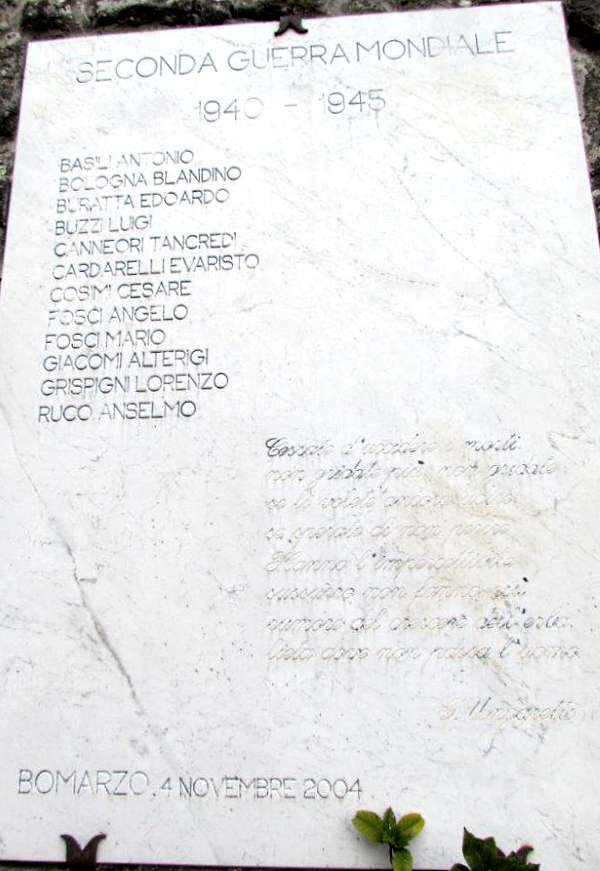 SECONDA GUERRA MONDIALE
1940 - 1945
BASILI ANTONIO
BOLOGNA BLANDINO
BURATTA EDOARDO
BUZZI LUIGI
CANNEORI TANCREDI
CARDARELLI EVARISTO
COSIMI CESARE
FOSCI ANGELO
FOSCI MARIO
GIACOMI ALTERIGI
GRISPIGNI LORENZO
RUCO ANSELMO
Cessate d'uccidere i morti
non gridate più, non gridate
se li volete ancora udire
se sperate di non perire
Hanno l'impercettibile
sussurro non fanno più
rumore del crescere dell'erba
lieta dove non passa l'uomo
G. Ungaretti
BOMARZO, 4 NOVEMBRE 2004